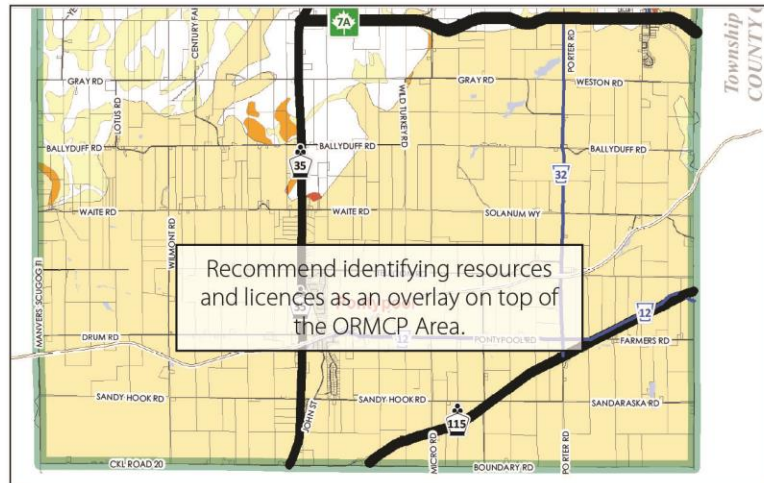 7A
CENTURY FA
Township
COUNTY C
PORTER RD
GRAY RD
GRAY RD
WESTON RD
LOTUS RD
WILD TURKEY RD
BALLYDUFF RD
BALLYDUFF RD
BALLYDUFF RD
35
32
WAITE RD
WAITE RD
SOLANUM WY
WILMONT RD
MANVERS SCUGOG TL
Recommend identifying resources
and licences as an overlay on top of
the ORMCP Area.
35
Pontypool
12
DRUM RD
12
PONTYPOOL RD
FARMERS RD
SANDY HOOK RD
SANDY HOOK RD
SANDARASKA RD
JOHN ST
115
MICRO RD
PORTER RD
CKL ROAD 20
BOUNDARY RD